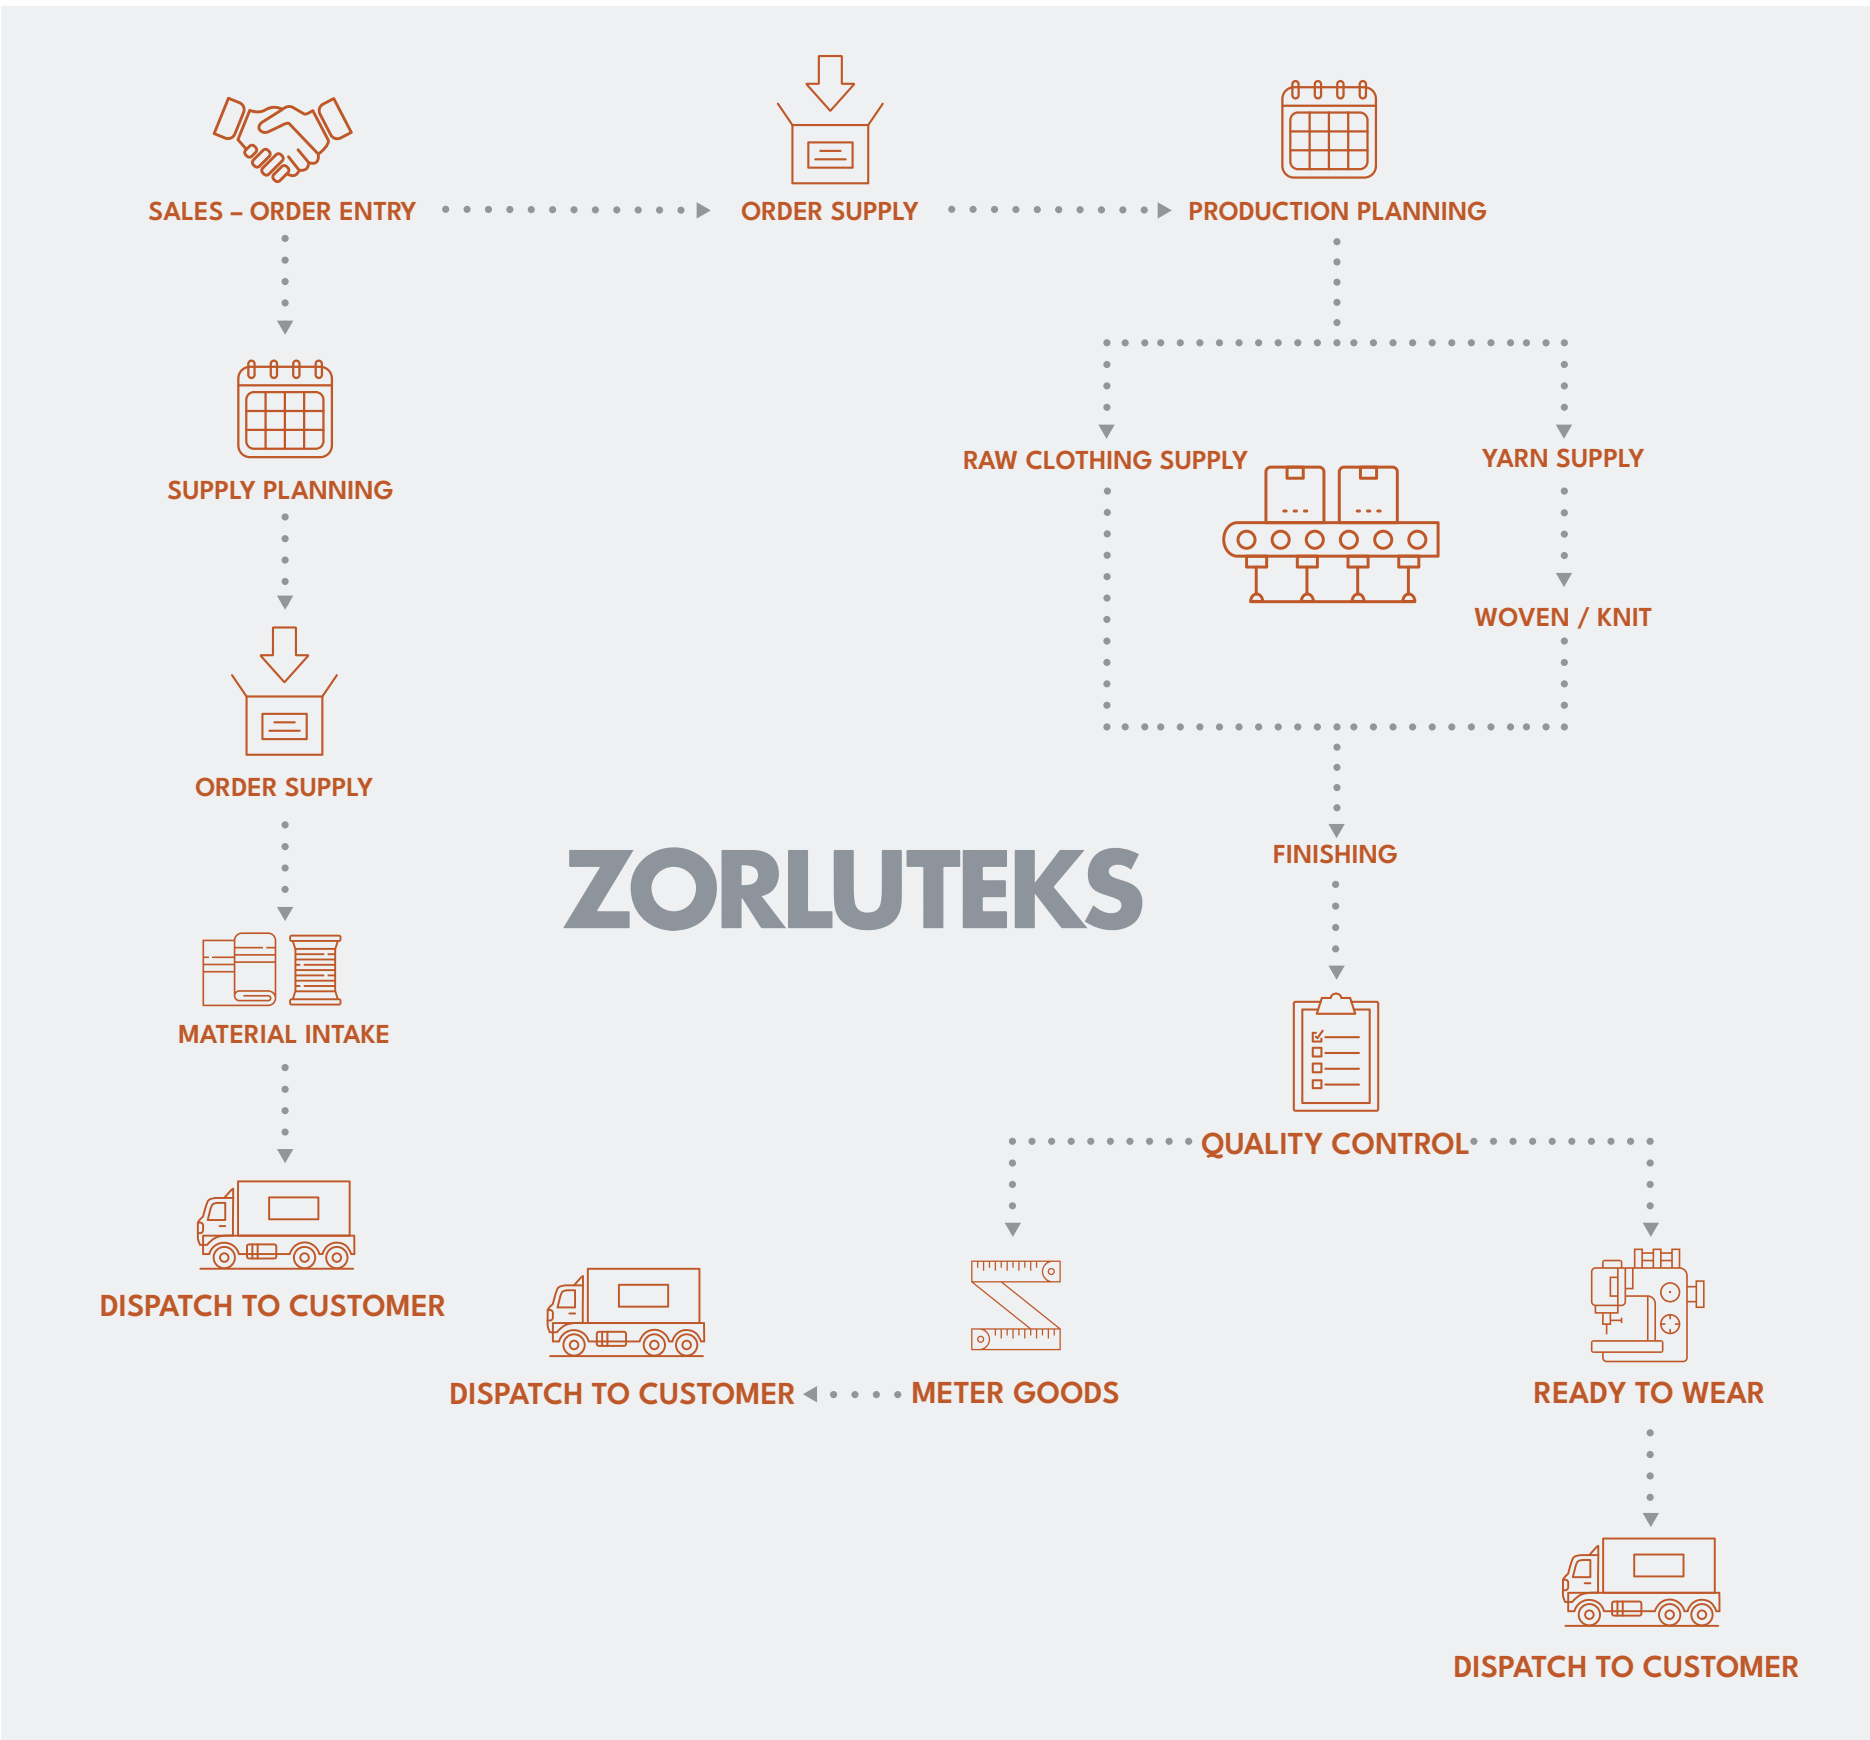 SALES – ORDER ENTRY
ORDER SUPPLY
PRODUCTION PLANNING
SUPPLY PLANNING
RAW CLOTHING SUPPLY
YARN SUPPLY
WOVEN / KNIT
ORDER SUPPLY
ZORLUTEKS
FINISHING
MATERIAL INTAKE
QUALITY CONTROL
DISPATCH TO CUSTOMER
DISPATCH TO CUSTOMER
METER GOODS
READY TO WEAR
DISPATCH TO CUSTOMER